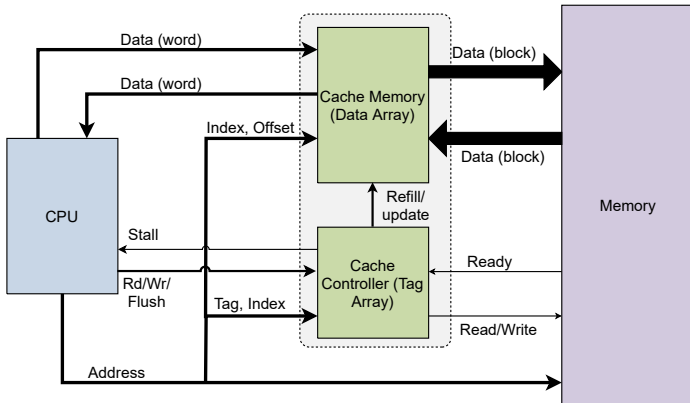 Data (word)
Data (block)
Data (word)
Cache Memory
(Data Array)
Index, Offset
Data (block)
CPU
Refill/
update
Memory
Stall
Cache
Controller (Tag
Array)
Ready
Rd/Wr/
Flush
Tag, Index
Read/Write
Address